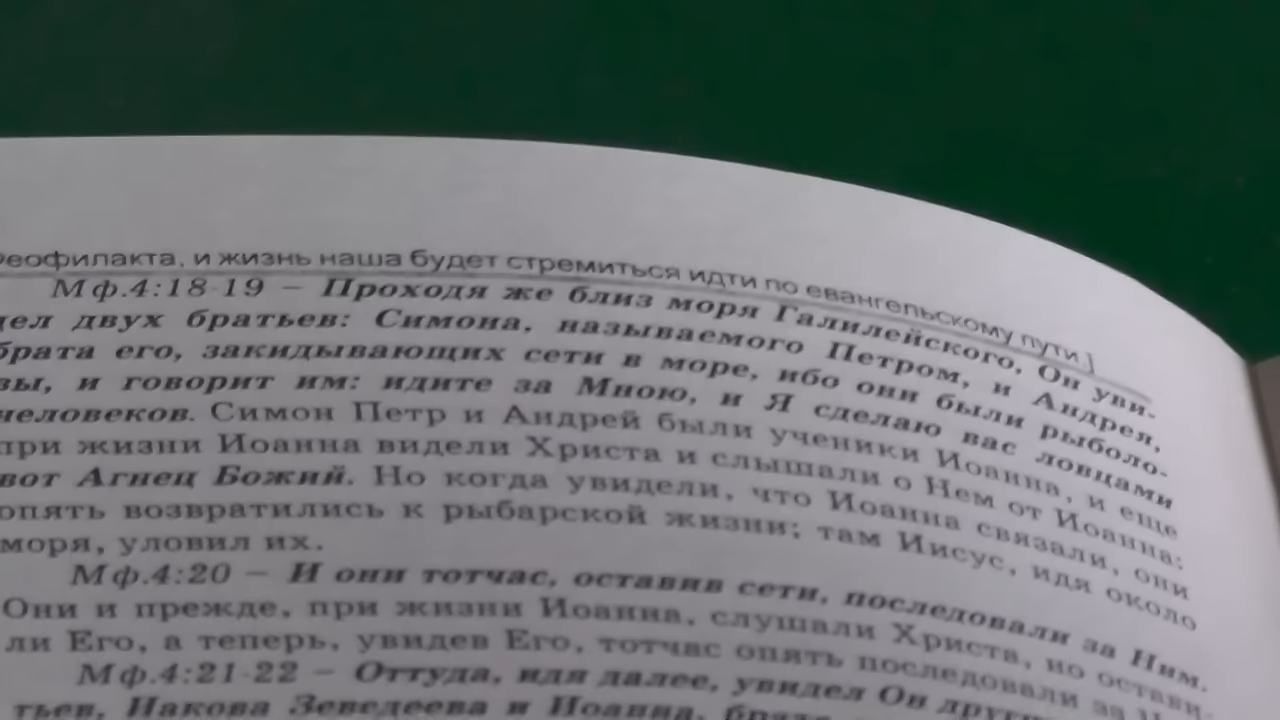 Феофилакта, и жизнь наша будет стремиться идти по евангельскому пути.]
Мф.4:18-19 – Проходя же близ моря Галилейского, Он уви-
дел двух братьев: Симона, называемого Петром, и Андрея,
брата его, закидывающих сети в море, ибо они были рыболо-
вы, и говорит им: идите за Мною, и Я сделаю вас ловцами
человеков. Симон Петр и Андрей были ученики Иоанна, и еще
при жизни Иоанна видели Христа и слышали о Нем от Иоанна:
вот Агнец Божий. Но когда увидели, что Иоанна связали, они
опять возвратились к рыбарской жизни; там Иисус, идя около
моря, уловил их.
Мф.4:20 – И они тотчас, оставив сети, последовали за Ним.
Они и прежде, при жизни Иоанна, слушали Христа, но остави-
ли Его, а теперь, увидев Его, тотчас опять последовали за
Мф.4:21-22 – Оттуда, идя далее, увидел Он
тьев, Иакова Зеведеева и Иоанна,